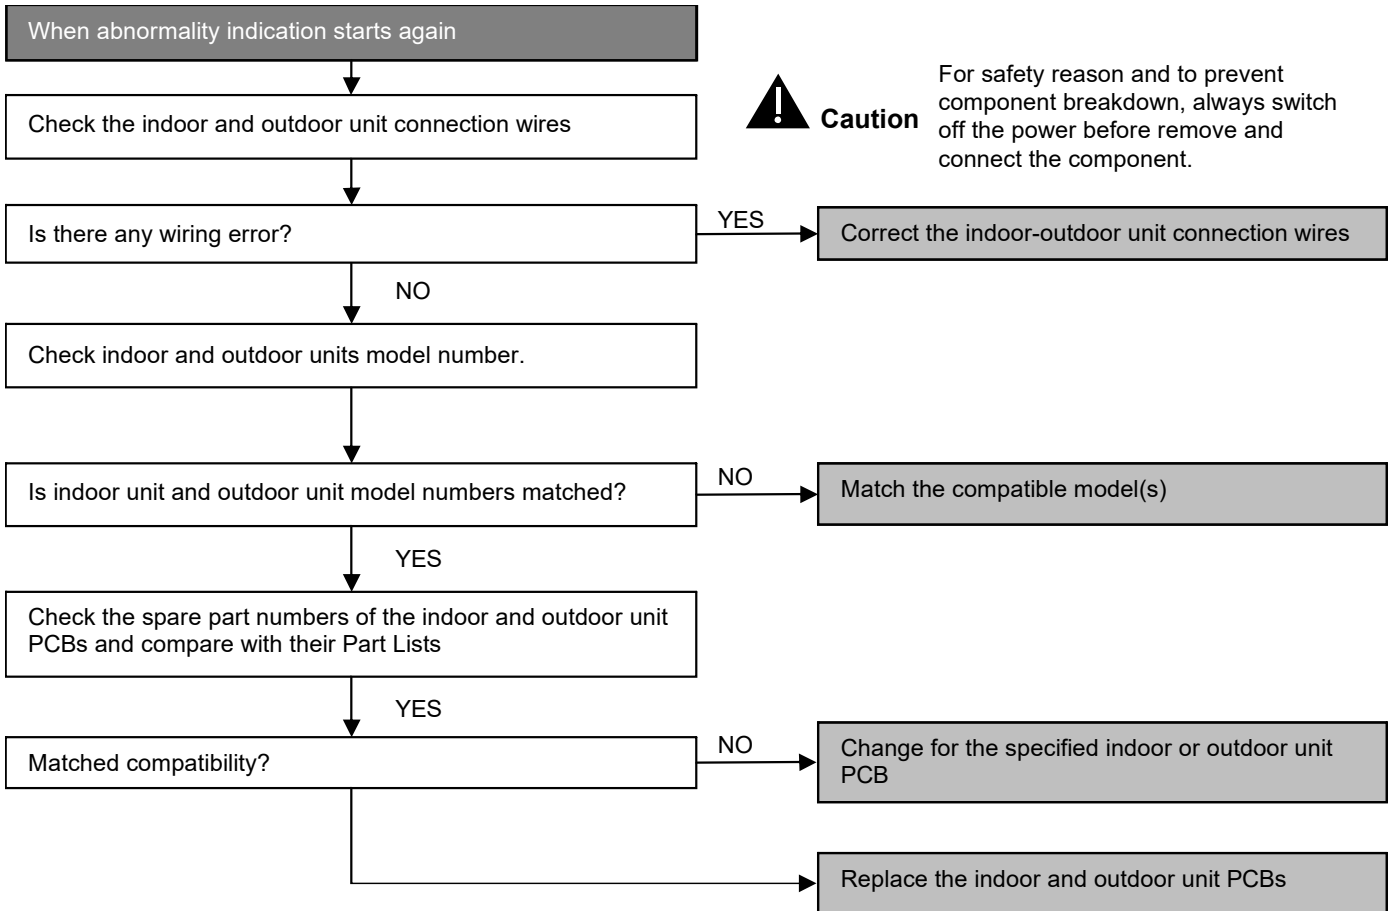 When abnormality indication starts again
Check the indoor and outdoor unit connection wires
Caution
For safety reason and to prevent
component breakdown, always switch
off the power before remove and
connect the component.
Is there any wiring error?
YES
Correct the indoor-outdoor unit connection wires
NO
Check indoor and outdoor units model number.
Is indoor unit and outdoor unit model numbers matched?
NO
Match the compatible model(s)
YES
Check the spare part numbers of the indoor and outdoor unit
PCBs and compare with their Part Lists
YES
Matched compatibility?
NO
Change for the specified indoor or outdoor unit
PCB
Replace the indoor and outdoor unit PCBs